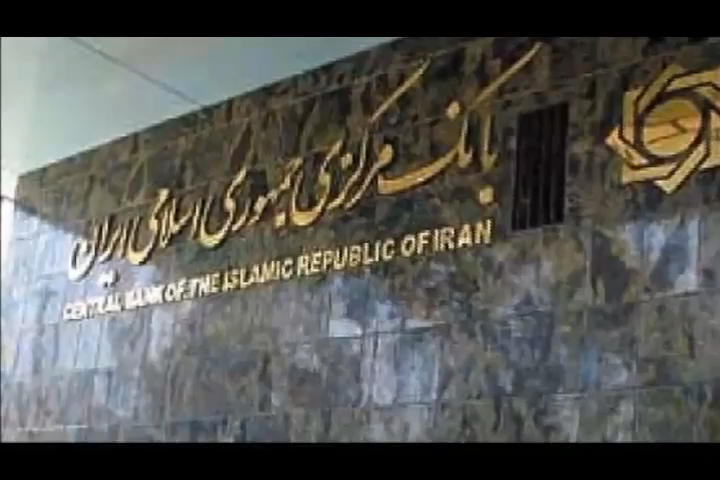 بانک مرکزی جمهوری اسلامی ایران
CENTRAL BANK OF THE ISLAMIC REPUBLIC OF IRAN